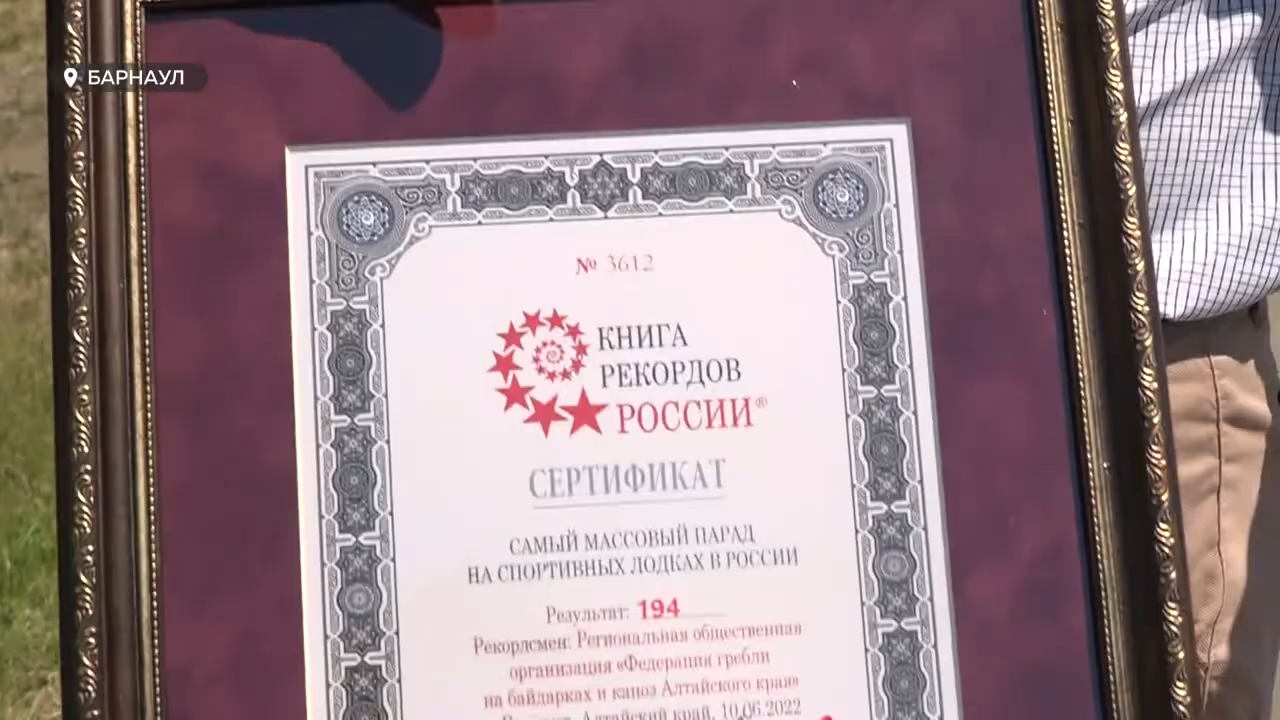 БАРНАУЛ
№ 3612
КНИГА
РЕКОРДОВ
РОССИИ®
СЕРТИФИКАТ
САМЫЙ МАССОВЫЙ ПАРАД
НА СПОРТИВНЫХ ЛОДКАХ В РОССИИ
Результат: 194
Рекордсмен: Региональная общественная
организация «Федерация гребли
на байдарках и каноэ Алтайского края»
Алтайский край, 10.06.2022